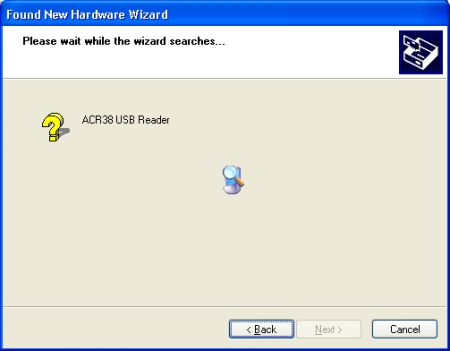 Found New Hardware Wizard
Please wait while the wizard searches...
ACR38 USB Reader
< Back
Next >
Cancel